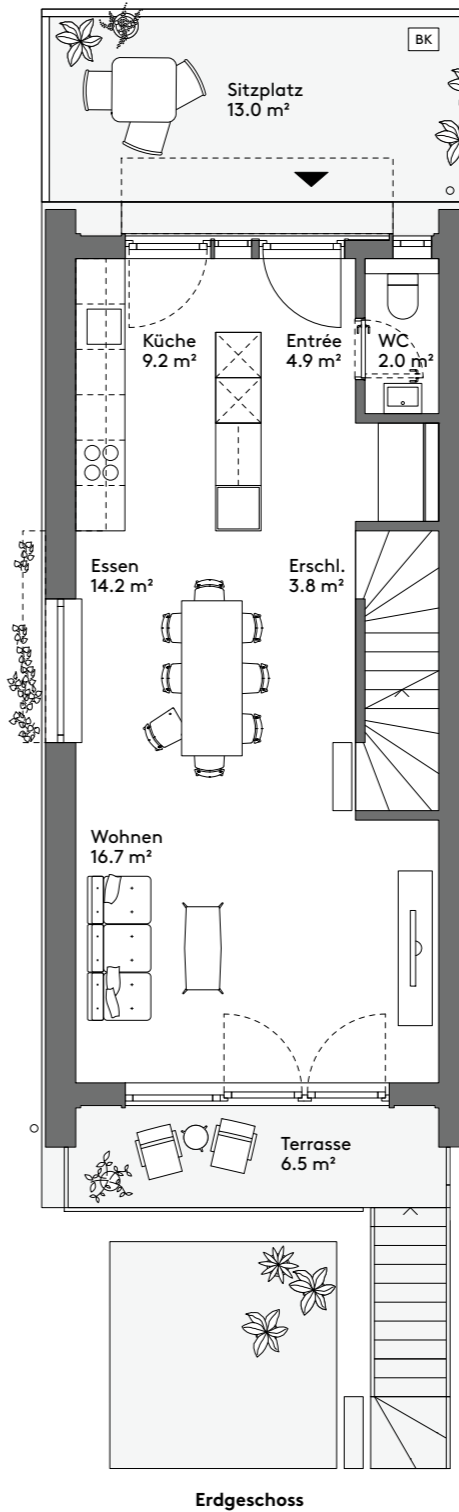 BK
Sitzplatz
13.0 m²
Küche
9.2 m²
Entrée
4.9 m²
WC
2.0 m²
Essen
14.2 m²
Erschl.
3.8 m²
Wohnen
16.7 m²
Terrasse
6.5 m²
Erdgeschoss